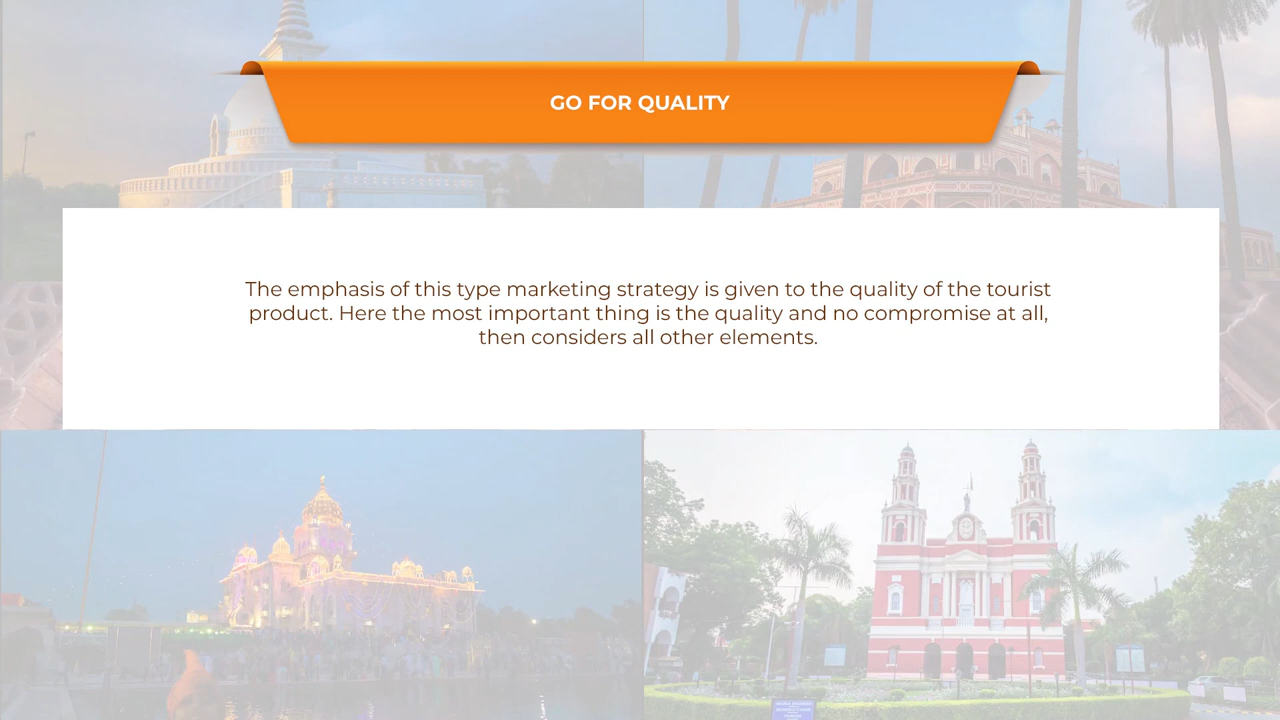 GO FOR QUALITY
The emphasis of this type marketing strategy is given to the quality of the tourist
product. Here the most important thing is the quality and no compromise at all,
then considers all other elements.